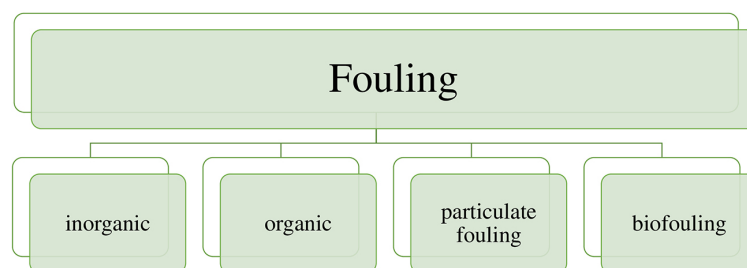 Fouling
inorganic
organic
particulate
fouling
biofouling